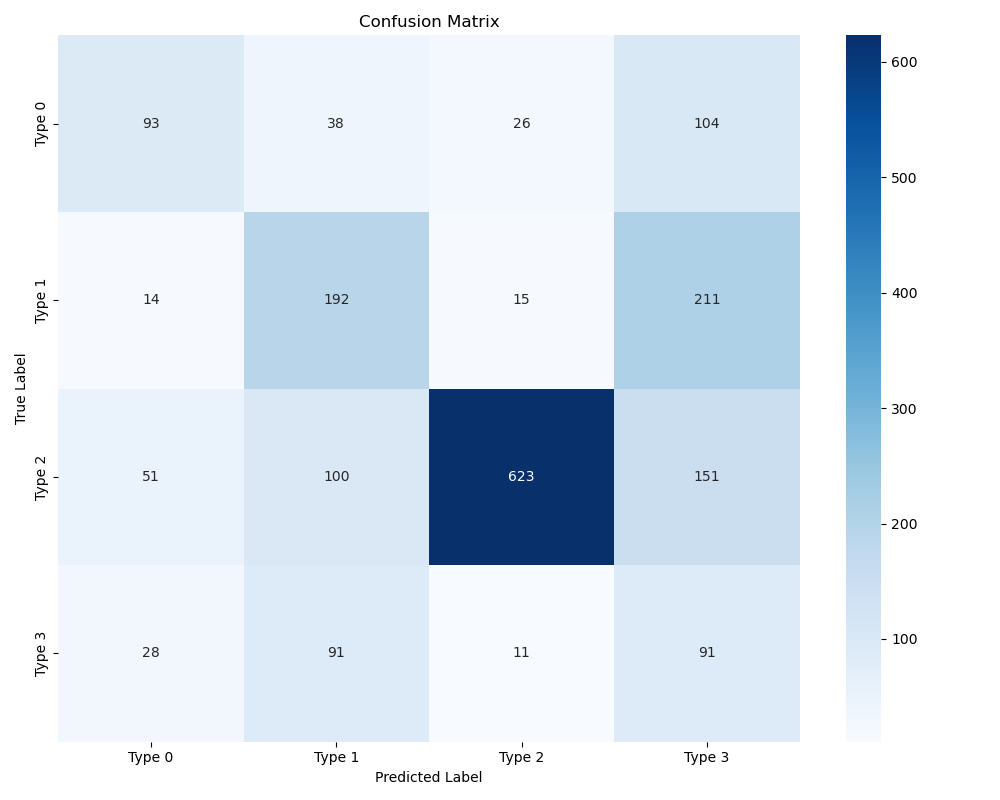 Confusion Matrix
True Label
Type 0
93 38 26 104
Type 1
14 192 15 211
Type 2
51 100 623 151
Type 3
28 91 11 91
Type 0 Type 1 Type 2 Type 3
Predicted Label
600
500
400
300
200
100